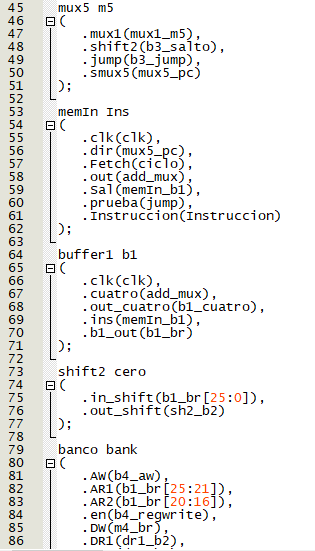 45 mux5 m5
46 (
47 .mux1(mux1_m5),
48 .shift2(b3_salto),
49 .jump(b3_jump),
50 .smux5(mux5_pc)
51 );
52
53 memIn Ins
54 (
55 .clk(clk),
56 .dir(mux5_pc),
57 .Fetch(ciclo),
58 .out(add_mux),
59 .Sal(memIn_b1),
60 .prueba(jump),
61 .Instruccion(Instruccion)
62 );
63
64 buffer1 b1
65 (
66 .clk(clk),
67 .cuatro(add_mux),
68 .out_cuatro(b1_cuatro),
69 .ins(memIn_b1),
70 .b1_out(b1_br)
71 );
72
73 shift2 cero
74 (
75 .in_shift(b1_br[25:0]),
76 .out_shift(sh2_b2)
77 );
78
79 banco bank
80 (
81 .AW(b4_aw),
82 .AR1(b1_br[25:21]),
83 .AR2(b1_br[20:16]),
84 .en(b4_regwrite),
85 .DW(m4_br),
86 .DR1(dr1_b2),